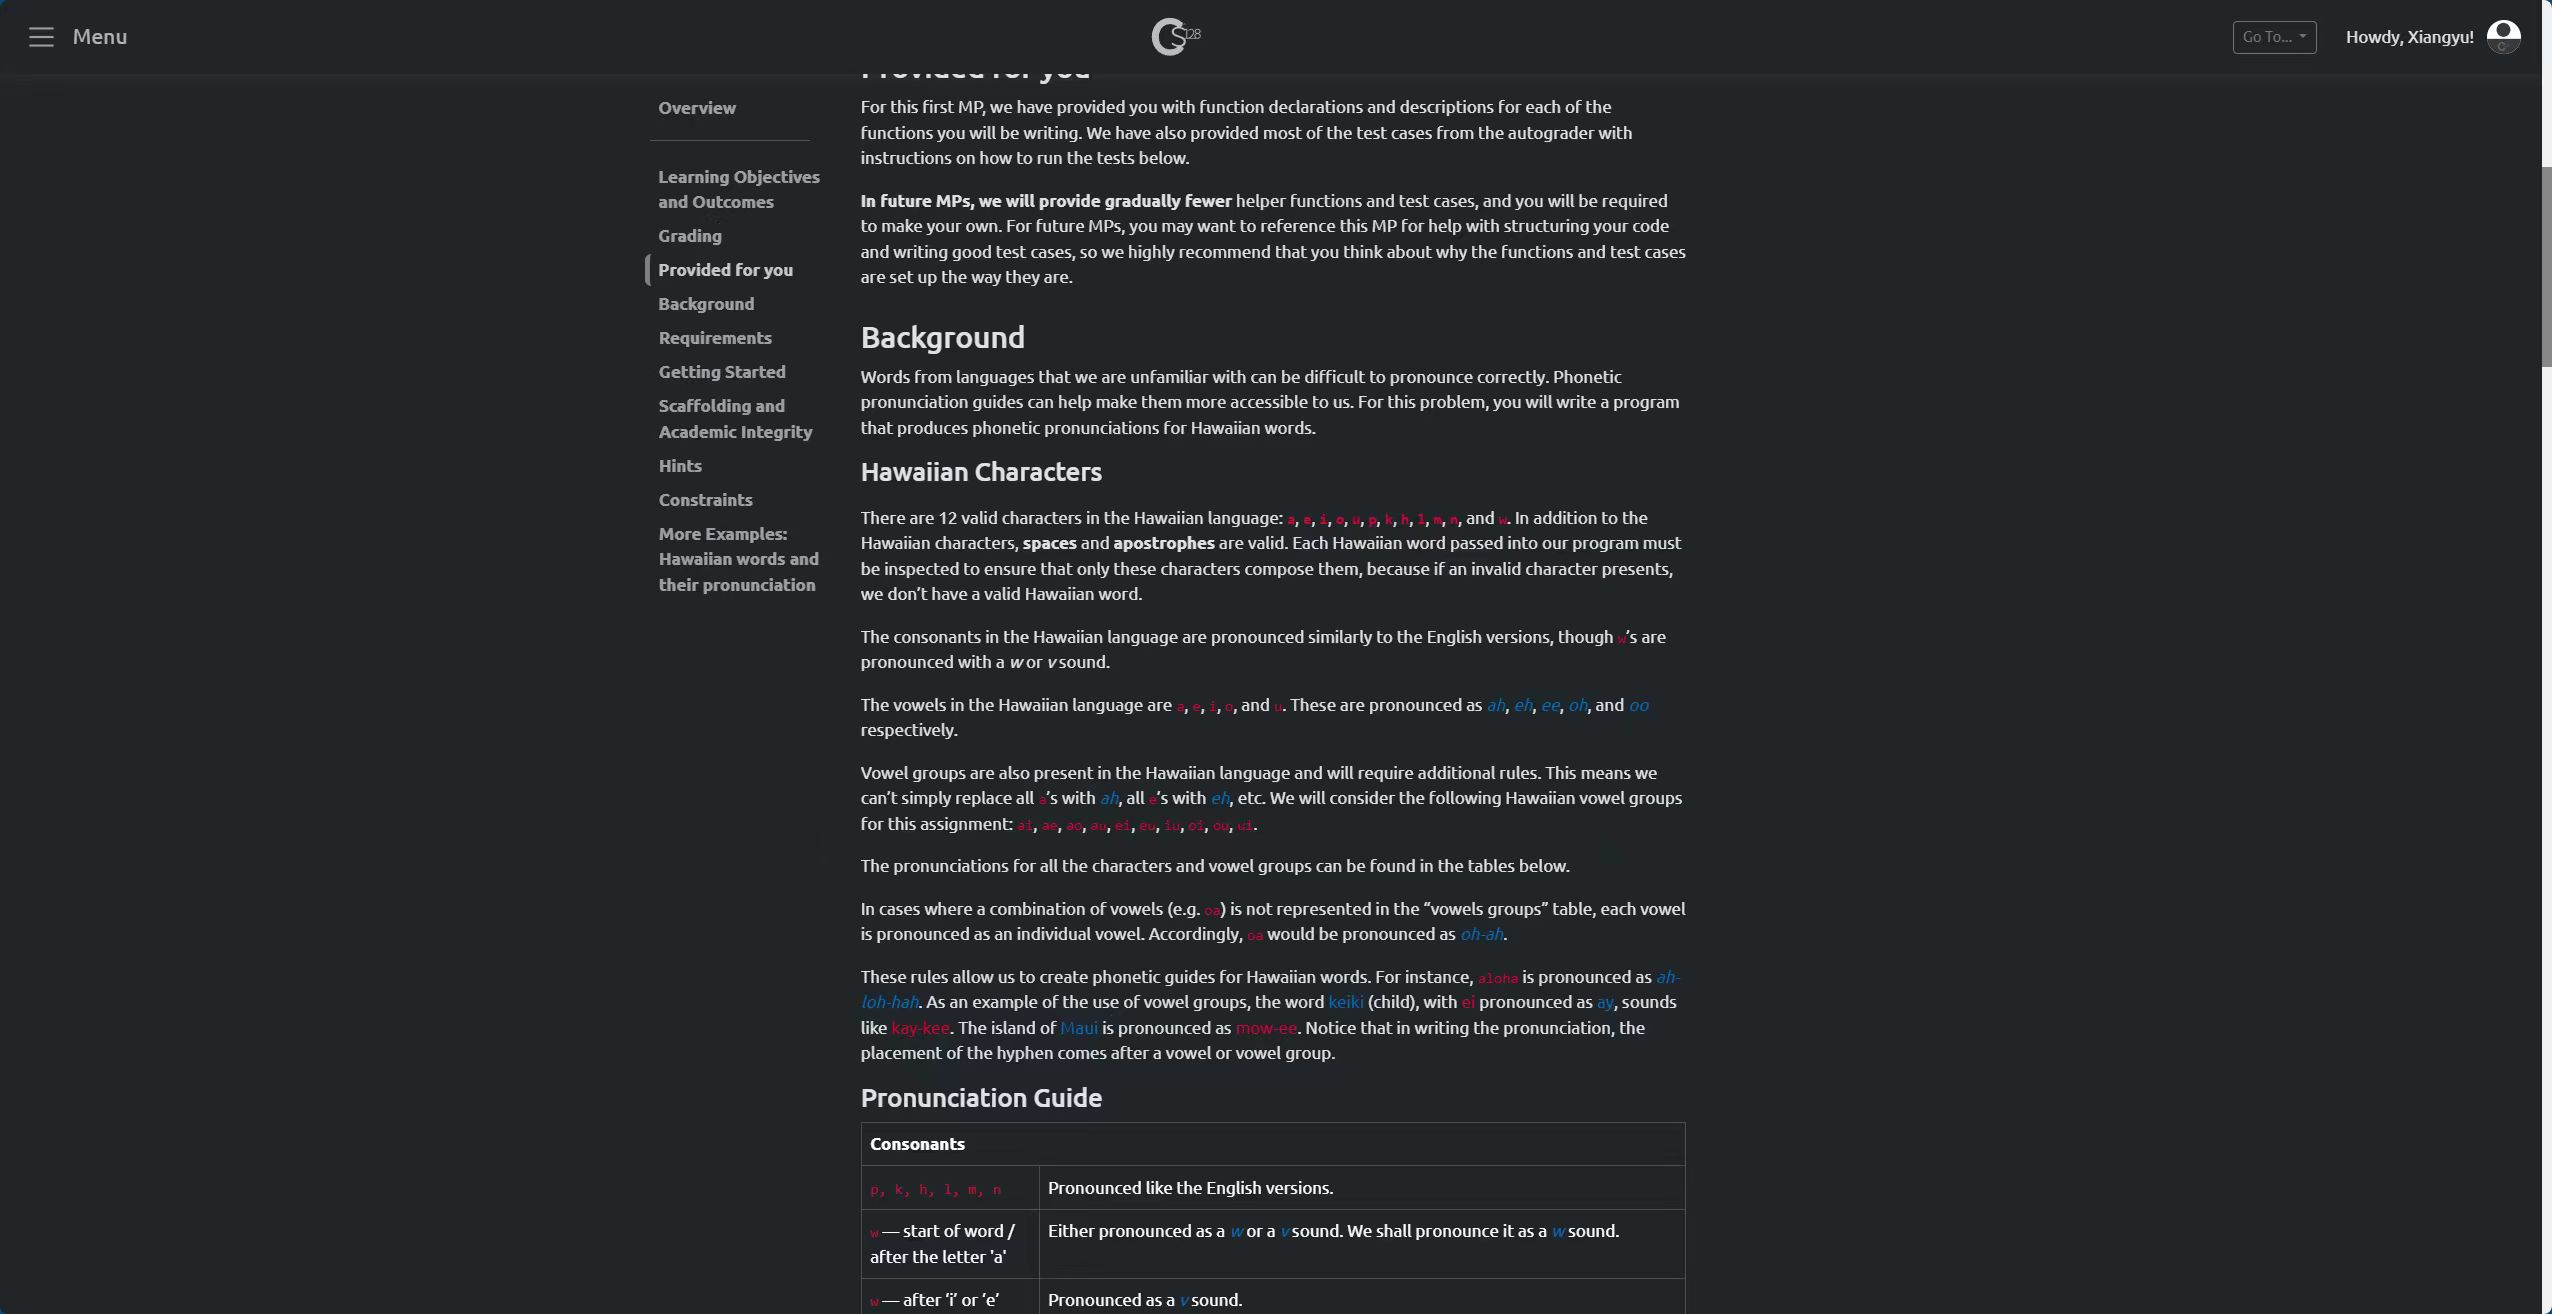 Menu
CS128
Go To...
Howdy, Xiangyu!
Provided for you
Overview
Learning Objectives
and Outcomes
Grading
Provided for you
Background
Requirements
Getting Started
Scaffolding and
Academic Integrity
Hints
Constraints
More Examples:
Hawaiian words and
their pronunciation
For this first MP, we have provided you with function declarations and descriptions for each of the
functions you will be writing. We have also provided most of the test cases from the autograder with
instructions on how to run the tests below.
In future MPs, we will provide gradually fewer helper functions and test cases, and you will be required
to make your own. For future MPs, you may want to reference this MP for help with structuring your code
and writing good test cases, so we highly recommend that you think about why the functions and test cases
are set up the way they are.
Background
Words from languages that we are unfamiliar with can be difficult to pronounce correctly. Phonetic
pronunciation guides can help make them more accessible to us. For this problem, you will write a program
that produces phonetic pronunciations for Hawaiian words.
Hawaiian Characters
There are 12 valid characters in the Hawaiian language: a, e, i, o, u, p, k, h, l, m, n, and w. In addition to the
Hawaiian characters, spaces and apostrophes are valid. Each Hawaiian word passed into our program must
be inspected to ensure that only these characters compose them, because if an invalid character presents,
we don’t have a valid Hawaiian word.
The consonants in the Hawaiian language are pronounced similarly to the English versions, though w’s are
pronounced with a w or v sound.
The vowels in the Hawaiian language are a, e, i, o, and u. These are pronounced as ah, eh, ee, oh, and oo
respectively.
Vowel groups are also present in the Hawaiian language and will require additional rules. This means we
can’t simply replace all a’s with ah, all e’s with eh, etc. We will consider the following Hawaiian vowel groups
for this assignment: ai, ae, ao, au, ei, eu, iu, oi, ou, ui.
The pronunciations for all the characters and vowel groups can be found in the tables below.
In cases where a combination of vowels (e.g. oa) is not represented in the “vowels groups” table, each vowel
is pronounced as an individual vowel. Accordingly, oa would be pronounced as oh-ah.
These rules allow us to create phonetic guides for Hawaiian words. For instance, aloha is pronounced as ah-
loh-hah. As an example of the use of vowel groups, the word keiki (child), with ei pronounced as ay, sounds
like kay-kee. The island of Maui is pronounced as mow-ee. Notice that in writing the pronunciation, the
placement of the hyphen comes after a vowel or vowel group.
Pronunciation Guide
Consonants
p, k, h, l, m, n Pronounced like the English versions.
w — start of word / Either pronounced as a w or a v sound. We shall pronounce it as a w sound.
after the letter 'a'
w — after ‘i’ or ‘e’ Pronounced as a v sound.